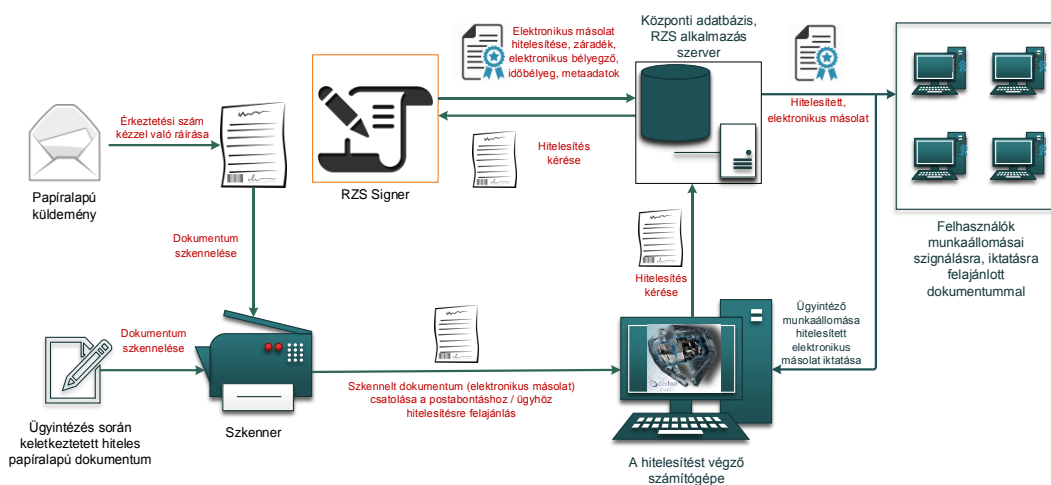 Elektronikus másolat
hitelesítése, záradék,
elektronikus bélyegző,
időbélyeg, metaadatok
Központi adatbázis,
RZS alkalmazás
szerver
Hitelesített,
elektronikus másolat
Érkeztetési szám
kézzel való ráírása
Papíralapú
küldemény
RZS Signer
Hitelesítés
kérése
Felhasználók
munkaállomásai
szignálásra, iktatásra
felajánlott
dokumentummal
Dokumentum
szkennelése
Hitelesítés
kérése
Ügyintéző
munkaállomása
hitelesített
elektronikus
másolat iktatása
Dokumentum
szkennelése
Szkennelt dokumentum (elektronikus másolat)
csatolása a postabontáshoz / ügyhöz
hitelesítésre felajánlás
Ügyintézés során
keletkeztetett hiteles
papíralapú dokumentum
Szkenner
A hitelesítést végző
számítógépe